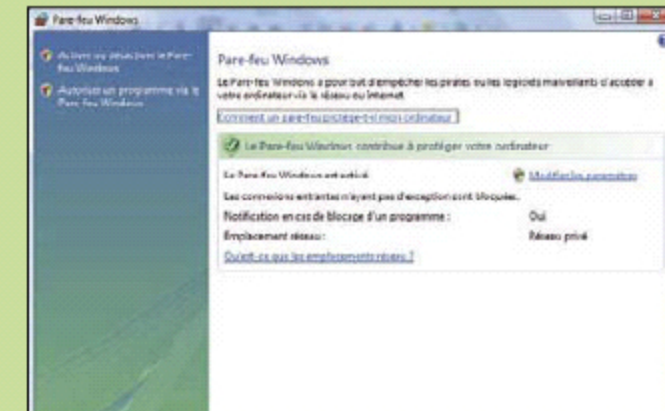 Pare-feu Windows
Activer ou désactiver le Pare-
feu Windows
Autoriser un programme via le
Pare-feu Windows
Pare-feu Windows
Le Pare-feu Windows a pour but d'empêcher les pirates ou les logiciels malveillants d'accéder à
votre ordinateur via le réseau ou Internet.
Comment un pare-feu protège-t-il mon ordinateur ?
Le Pare-feu Windows contribue à protéger votre ordinateur
Le Pare-feu Windows est activé.
Modifier les paramètres
Les connexions entrantes n'ayant pas d'exception sont bloquées.
Notification en cas de blocage d'un programme : Oui
Emplacement réseau : Réseau privé
Qu'est-ce que les emplacements réseau ?